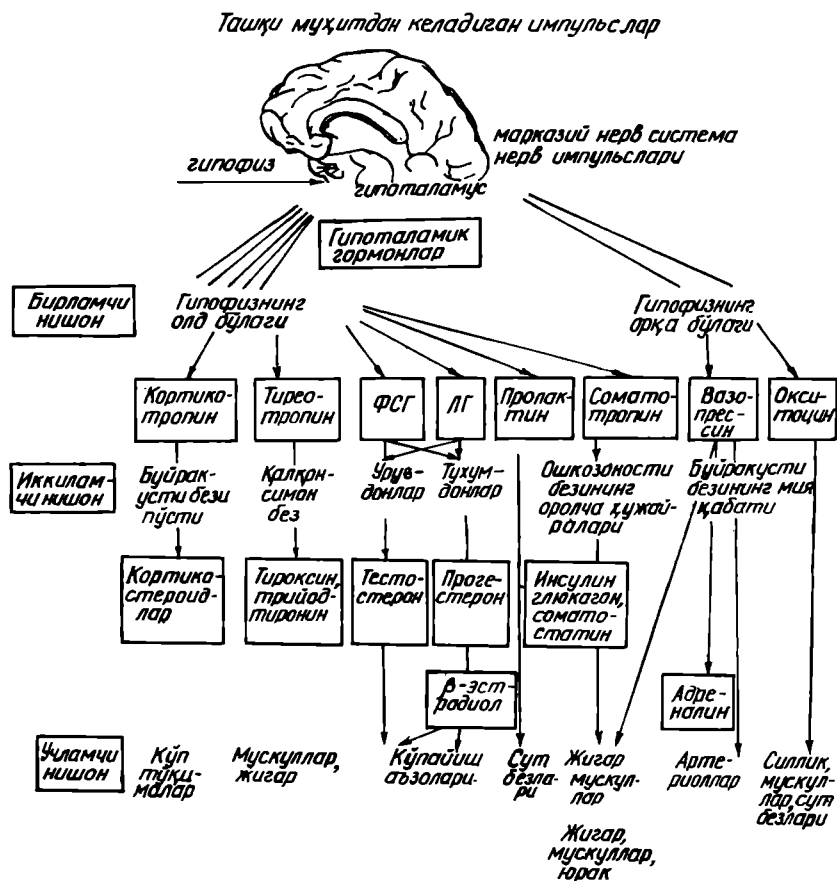 Ташқи муҳитдан келадиган импульслар
марказий нерв система
нерв импульслари
гипофиз
гипоталамус
Гипоталамик
гормонлар
Бирламчи
нишон
Гипофизнинг
олд бўлаги
Гипофизнинг
орқа бўлаги
Кортико-
тропин
Тирео-
тропин
ФСГ
ЛГ
Пролак-
тин
Сомато-
тропин
Вазо-
прес-
син
Окси-
тоцин
Иккилам-
чи нишон
Буйрак-
усти бези
пўсти
Қалқон-
симон
без
Урув-
донлар
Тухум-
донлар
Ошкозоности
безининг
оролча ҳужай-
ралари
Буйракусти
безининг мия
қабати
Кортико-
стероид-
лар
Тироксин,
трийод-
тиронин
Тесто-
стерон
Проге-
стерон
Инсулин
глюкагон,
сомато-
статин
β-эст-
радиол
Адре-
налин
Учламчи
нишон
Кўп
тўқи-
малар
Мускуллар,
жигар
Кўпайиш
аъзолари-
Сут
безла-
ри
Жигар
мускул-
лар
Жигар,
мускуллар,
юрак
Арте-
риоллар
Силлик,
мускул-
лар, сут
безлари